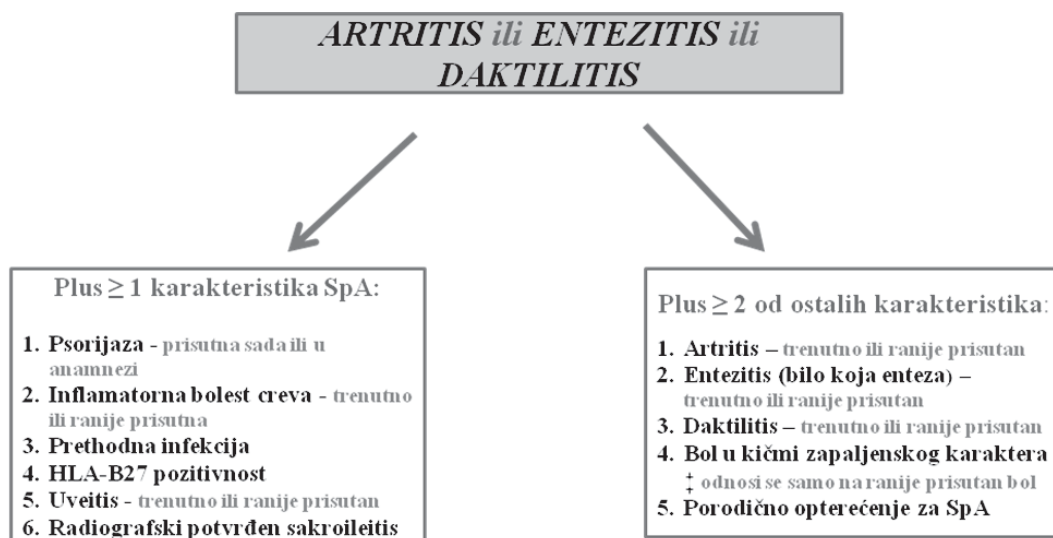 ARTRITIS ili ENTEZITIS ili
DAKTILITIS
Plus ≥ 1 karakteristika SpA:
1. Psorijaza - prisutna sada ili u
anamnezi
2. Inflamatorna bolest creva - trenutno
ili ranije prisutna
3. Prethodna infekcija
4. HLA-B27 pozitivnost
5. Uveitis - trenutno ili ranije prisutan
6. Radiografski potvrđen sakroileitis
Plus ≥ 2 od ostalih karakteristika:
1. Artritis – trenutno ili ranije prisutan
2. Entezitis (bilo koja enteza) –
trenutno ili ranije prisutan
3. Daktilitis – trenutno ili ranije prisutan
4. Bol u kičmi zapaljenskog karaktera
‡ odnosi se samo na ranije prisutan bol
5. Porodično opterećenje za SpA